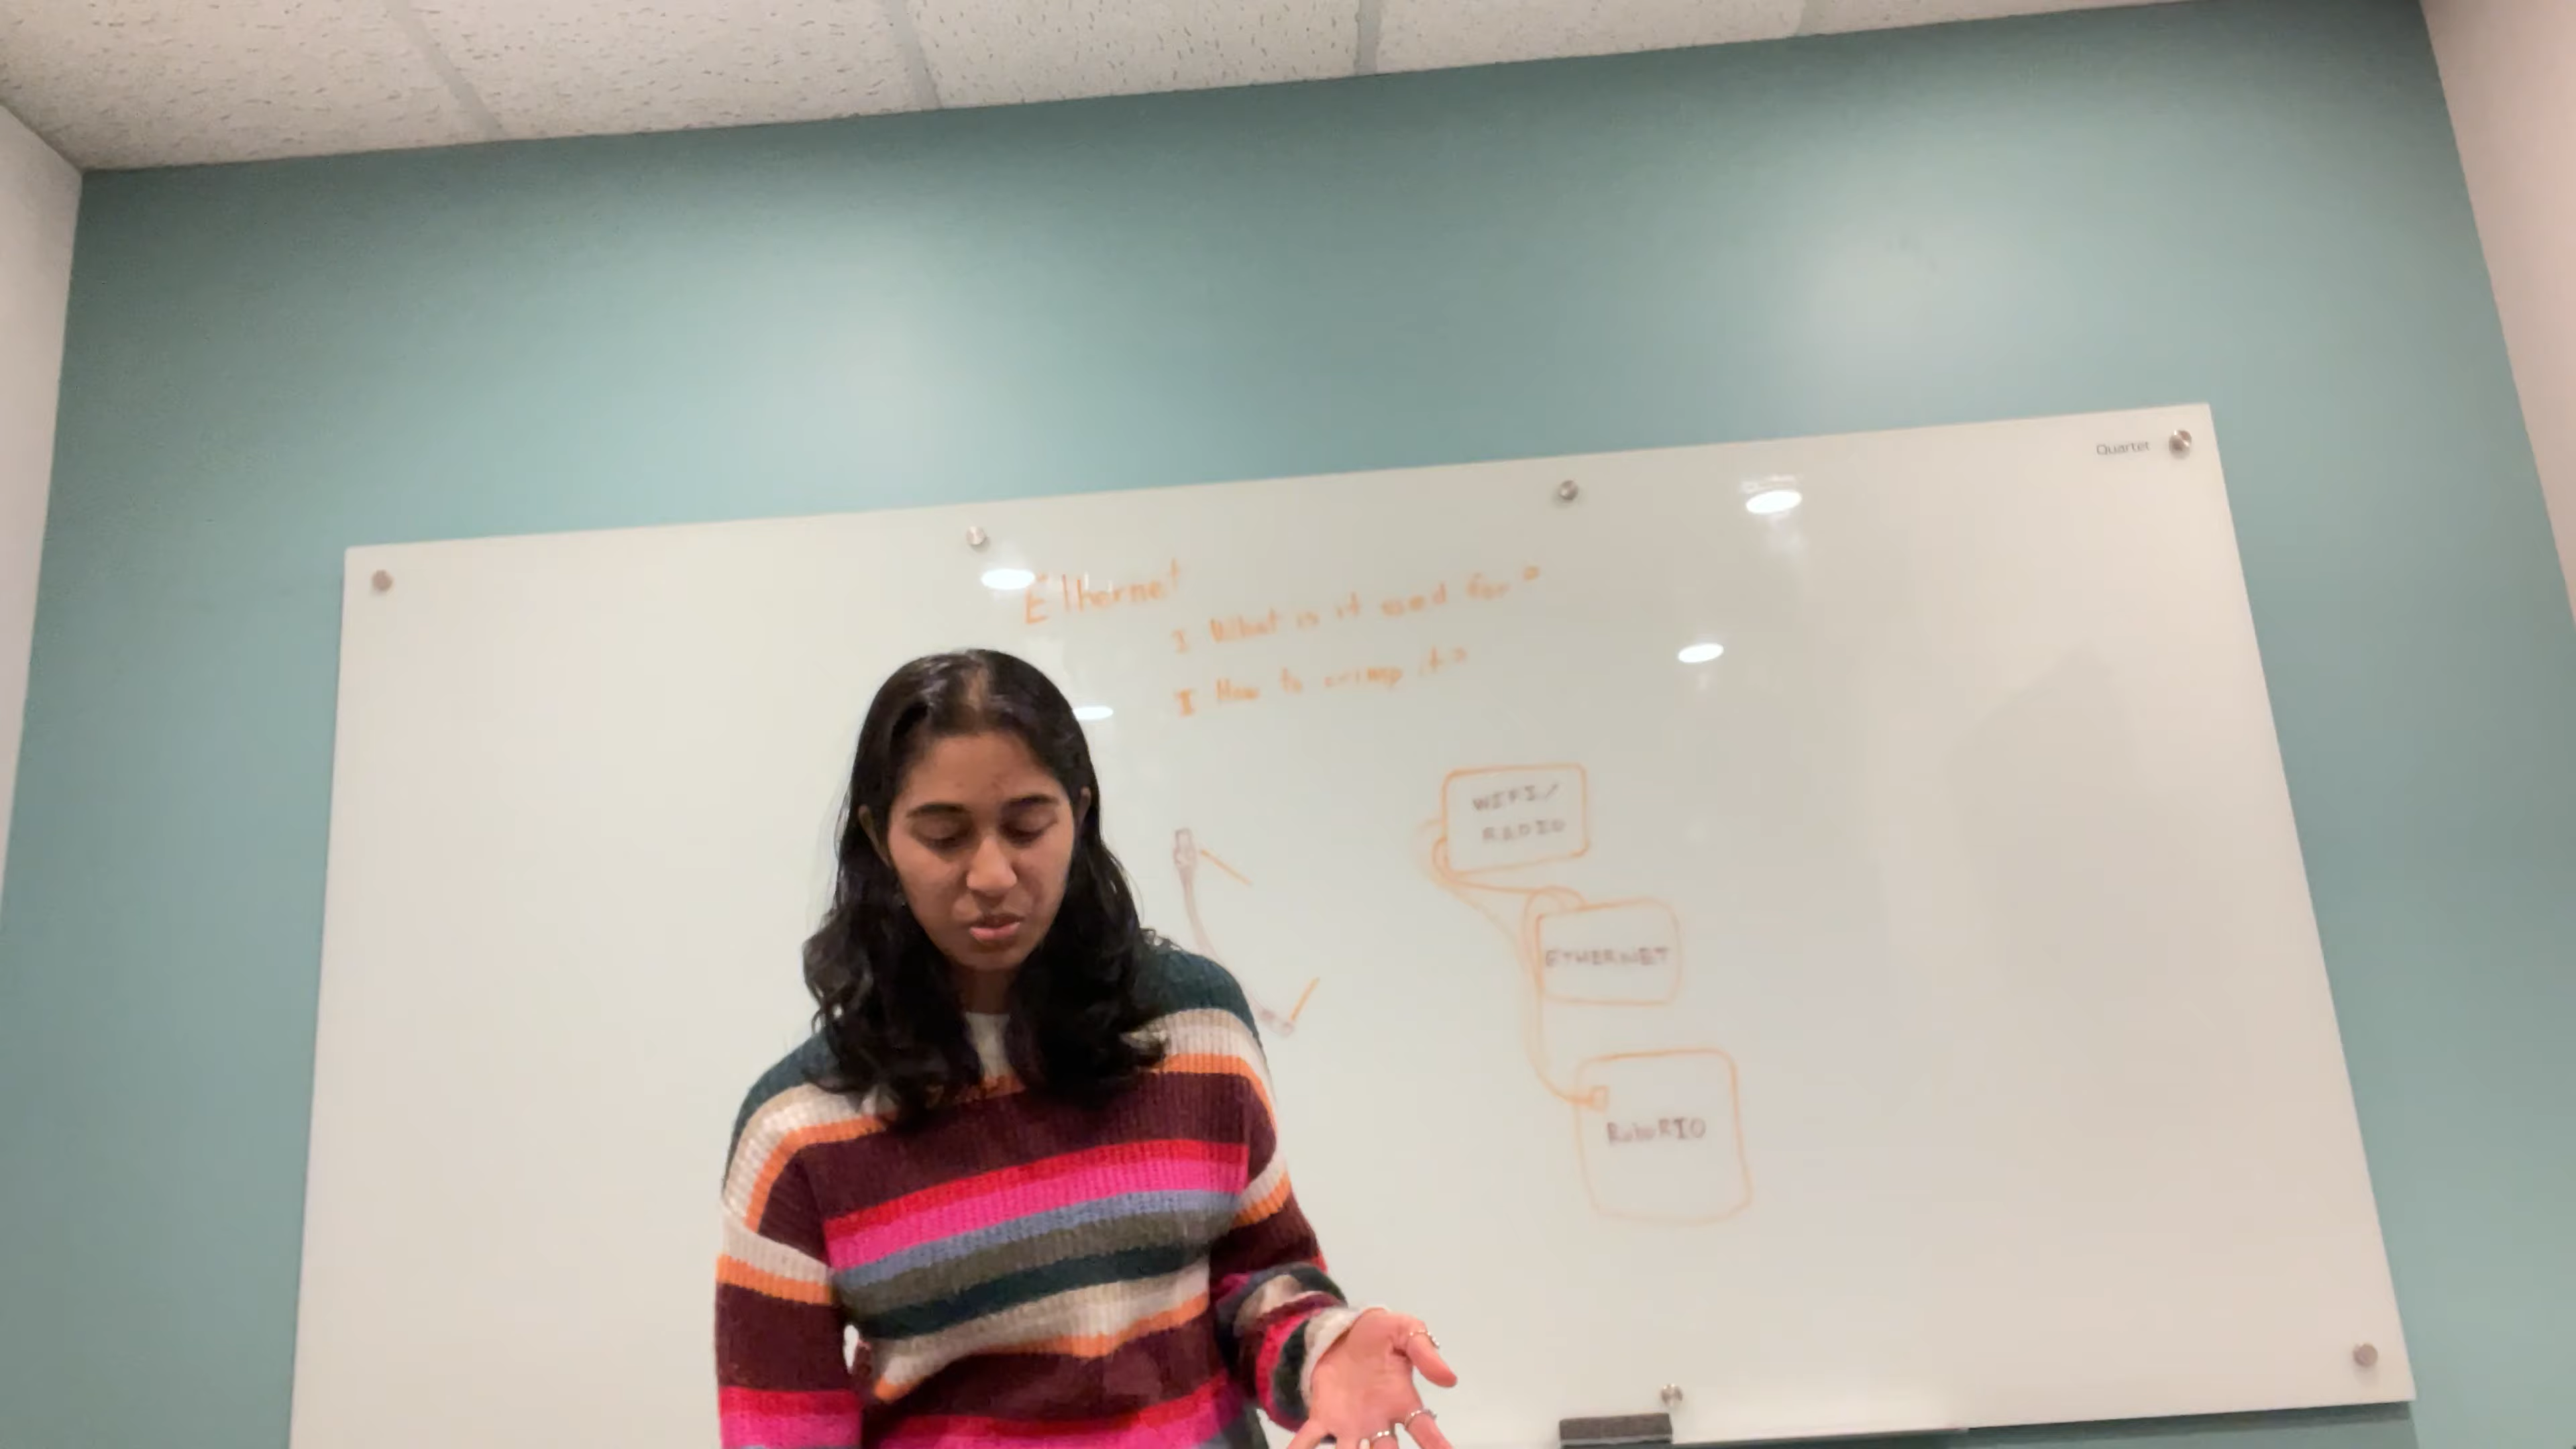 Quartet
Ethernet
I What is it used for?
II How to crimp it?
WIFI/
RADIO
ETHERNET
RoboRIO